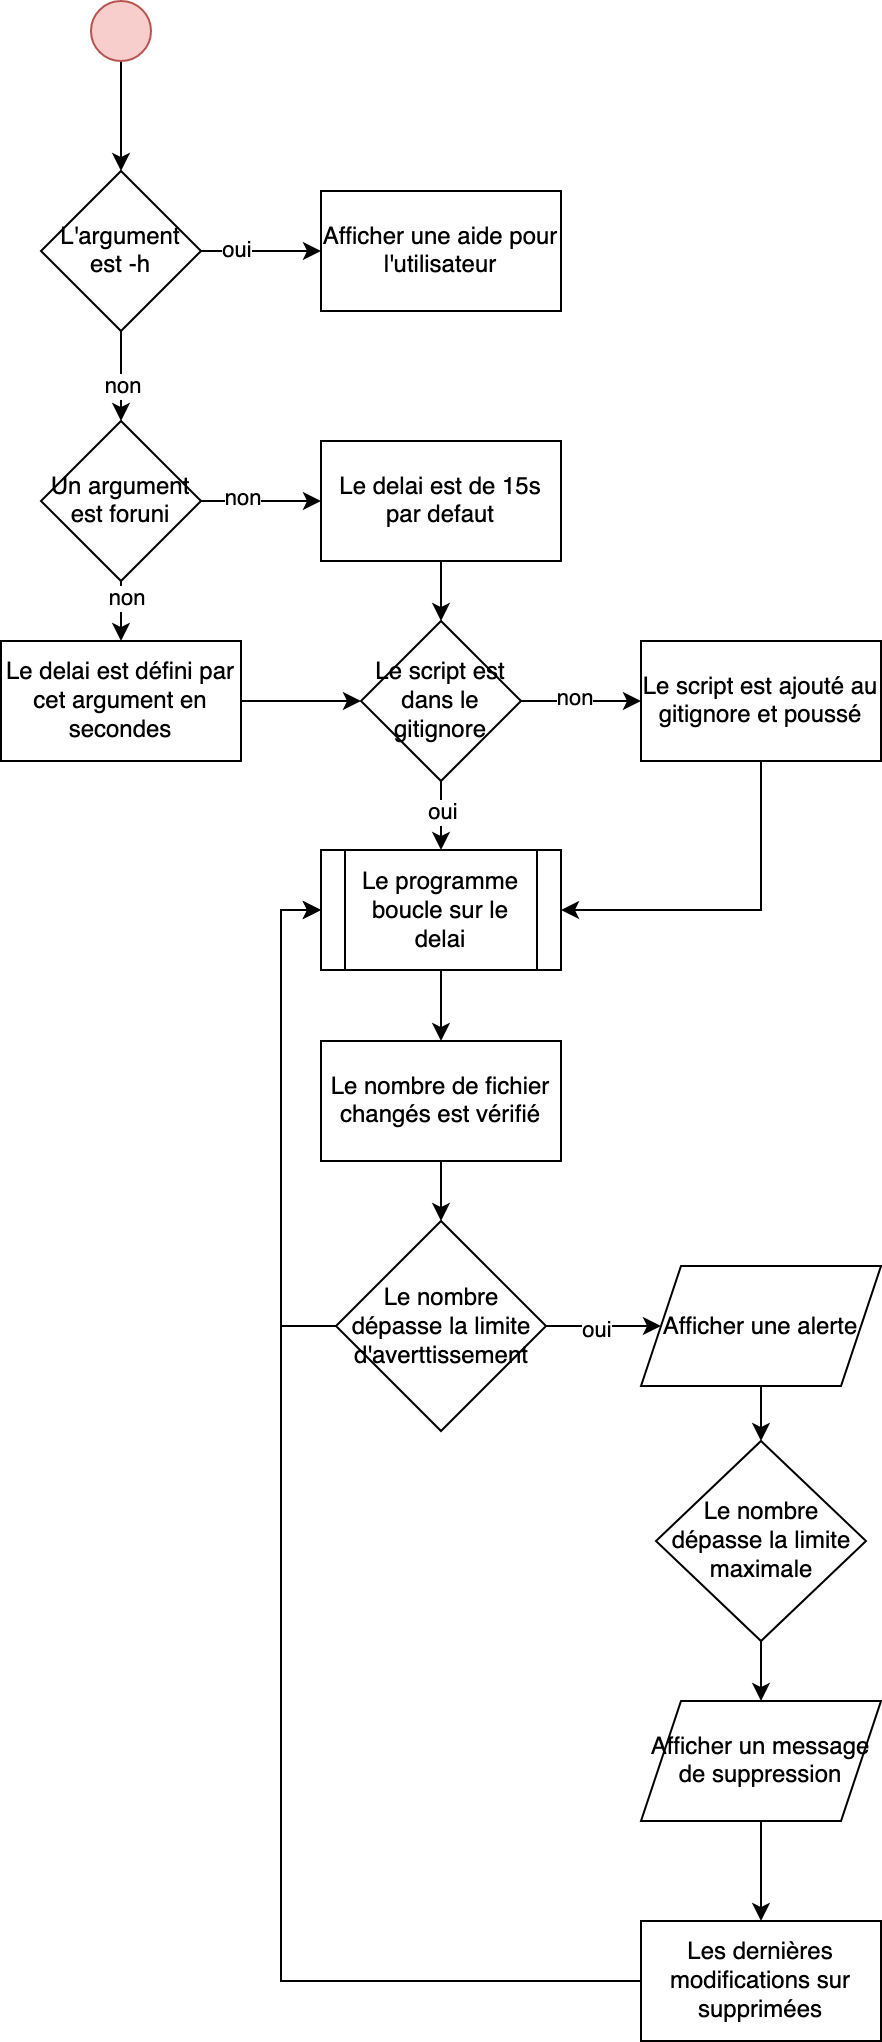 L'argument
est -h
oui
Afficher une aide pour
l'utilisateur
non
Un argument
est foruni
non
Le delai est de 15s
par defaut
non
Le delai est défini par
cet argument en
secondes
Le script est
dans le
gitignore
non
Le script est ajouté au
gitignore et poussé
oui
Le programme
boucle sur le
delai
Le nombre de fichier
changés est vérifié
Le nombre
dépasse la limite
d'averttissement
oui
Afficher une alerte
Le nombre
dépasse la limite
maximale
Afficher un message
de suppression
Les dernières
modifications sur
supprimées